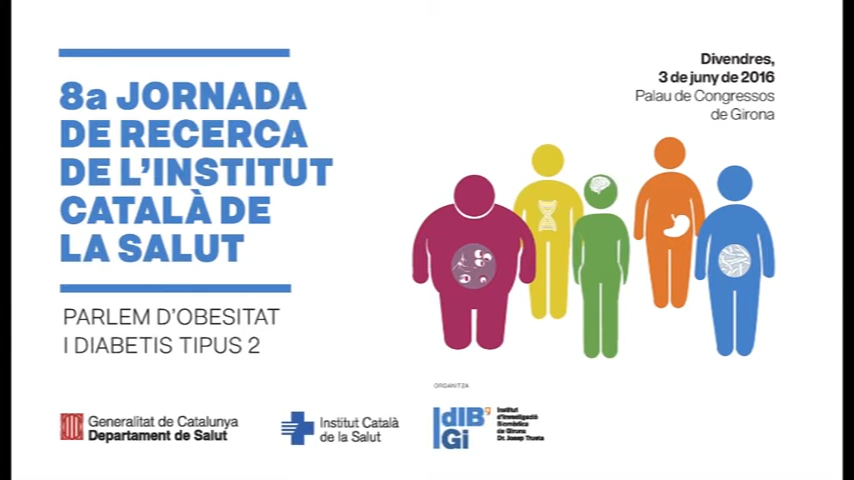 8a JORNADA
DE RECERCA
DE L'INSTITUT
CATALÀ DE
LA SALUT
PARLEM D'OBESITAT
I DIABETIS TIPUS 2
Divendres,
3 de juny de 2016
Palau de Congressos
de Girona
ORGANITZA
Generalitat de Catalunya
Departament de Salut
Institut Català
de la Salut
IdIB
Gi
Institut
d'Investigació
Biomèdica
de Girona
Dr. Josep Trueta